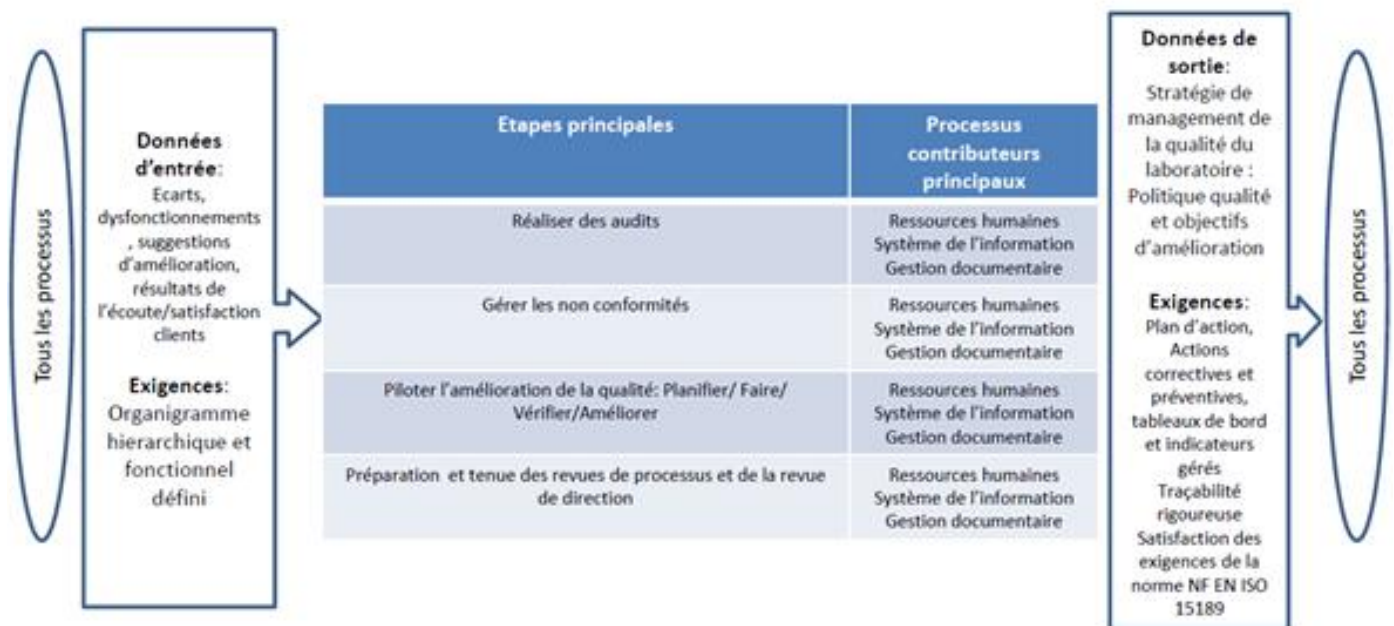 Tous les processus
Données
d'entrée:
Ecarts,
dysfonctionnements
, suggestions
d'amélioration,
résultats de
l'écoute/satisfaction
clients
Exigences:
Organigramme
hierarchique et
fonctionnel
défini
Etapes principales
Processus
contributeurs
principaux
Réaliser des audits
Ressources humaines
Système de l'information
Gestion documentaire
Gérer les non conformités
Ressources humaines
Système de l'information
Gestion documentaire
Piloter l'amélioration de la qualité: Planifier/ Faire/
Vérifier/Améliorer
Ressources humaines
Système de l'information
Gestion documentaire
Préparation et tenue des revues de processus et de la revue
de direction
Ressources humaines
Système de l'information
Gestion documentaire
Données de
sortie:
Stratégie de
management de
la qualité du
laboratoire :
Politique qualité
et objectifs
d'amélioration
Exigences:
Plan d'action,
Actions
correctives et
préventives,
tableaux de bord
et indicateurs
gérés
Traçabilité
rigoureuse
Satisfaction des
exigences de la
norme NF EN ISO
15189
Tous les processus